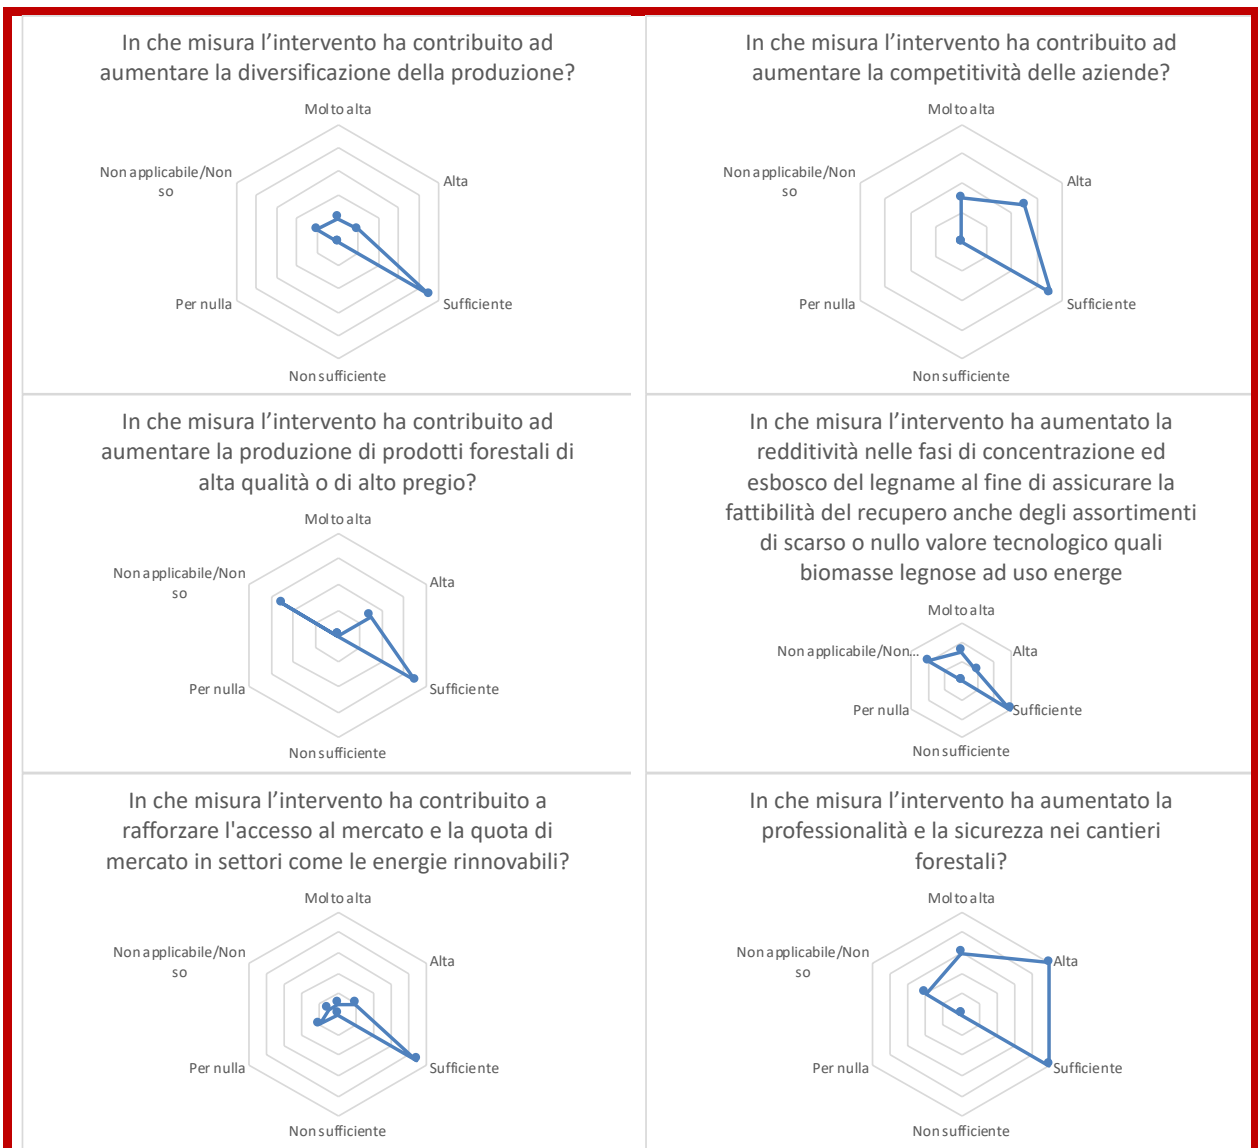 In che misura l’intervento ha contribuito ad
aumentare la diversificazione della produzione?
Molto alta
Alta
Sufficiente
Non sufficiente
Per nulla
Non applicabile/Non
so
In che misura l’intervento ha contribuito ad
aumentare la competitività delle aziende?
Molto alta
Alta
Sufficiente
Non sufficiente
Per nulla
Non applicabile/Non
so
In che misura l’intervento ha contribuito ad
aumentare la produzione di prodotti forestali di
alta qualità o di alto pregio?
Molto alta
Alta
Sufficiente
Non sufficiente
Per nulla
Non applicabile/Non
so
In che misura l’intervento ha aumentato la
redditività nelle fasi di concentrazione ed
esbosco del legname al fine di assicurare la
fattibilità del recupero anche degli assortimenti
di scarso o nullo valore tecnologico quali
biomasse legnose ad uso energe
Molto alta
Alta
Sufficiente
Non sufficiente
Per nulla
Non applicabile/Non...
In che misura l’intervento ha contribuito a
rafforzare l'accesso al mercato e la quota di
mercato in settori come le energie rinnovabili?
Molto alta
Alta
Sufficiente
Non sufficiente
Per nulla
Non applicabile/Non
so
In che misura l’intervento ha aumentato la
professionalità e la sicurezza nei cantieri
forestali?
Molto alta
Alta
Sufficiente
Non sufficiente
Per nulla
Non applicabile/Non
so